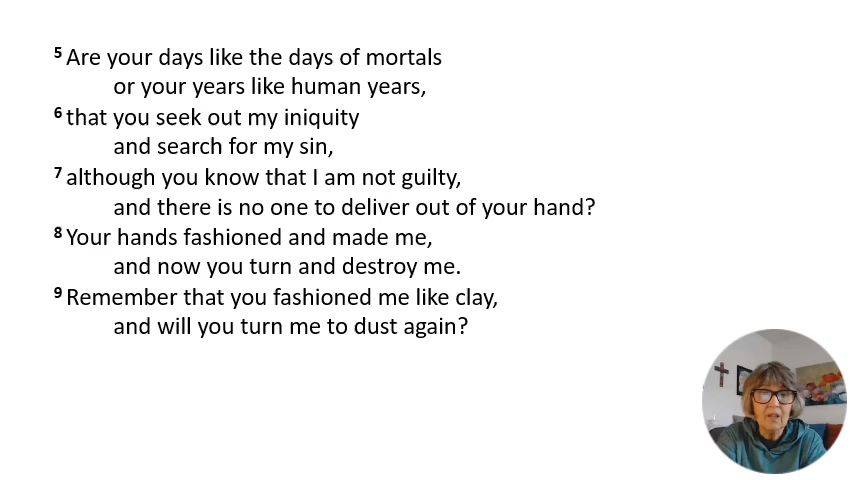 5 Are your days like the days of mortals
or your years like human years,
6 that you seek out my iniquity
and search for my sin,
7 although you know that I am not guilty,
and there is no one to deliver out of your hand?
8 Your hands fashioned and made me,
and now you turn and destroy me.
9 Remember that you fashioned me like clay,
and will you turn me to dust again?